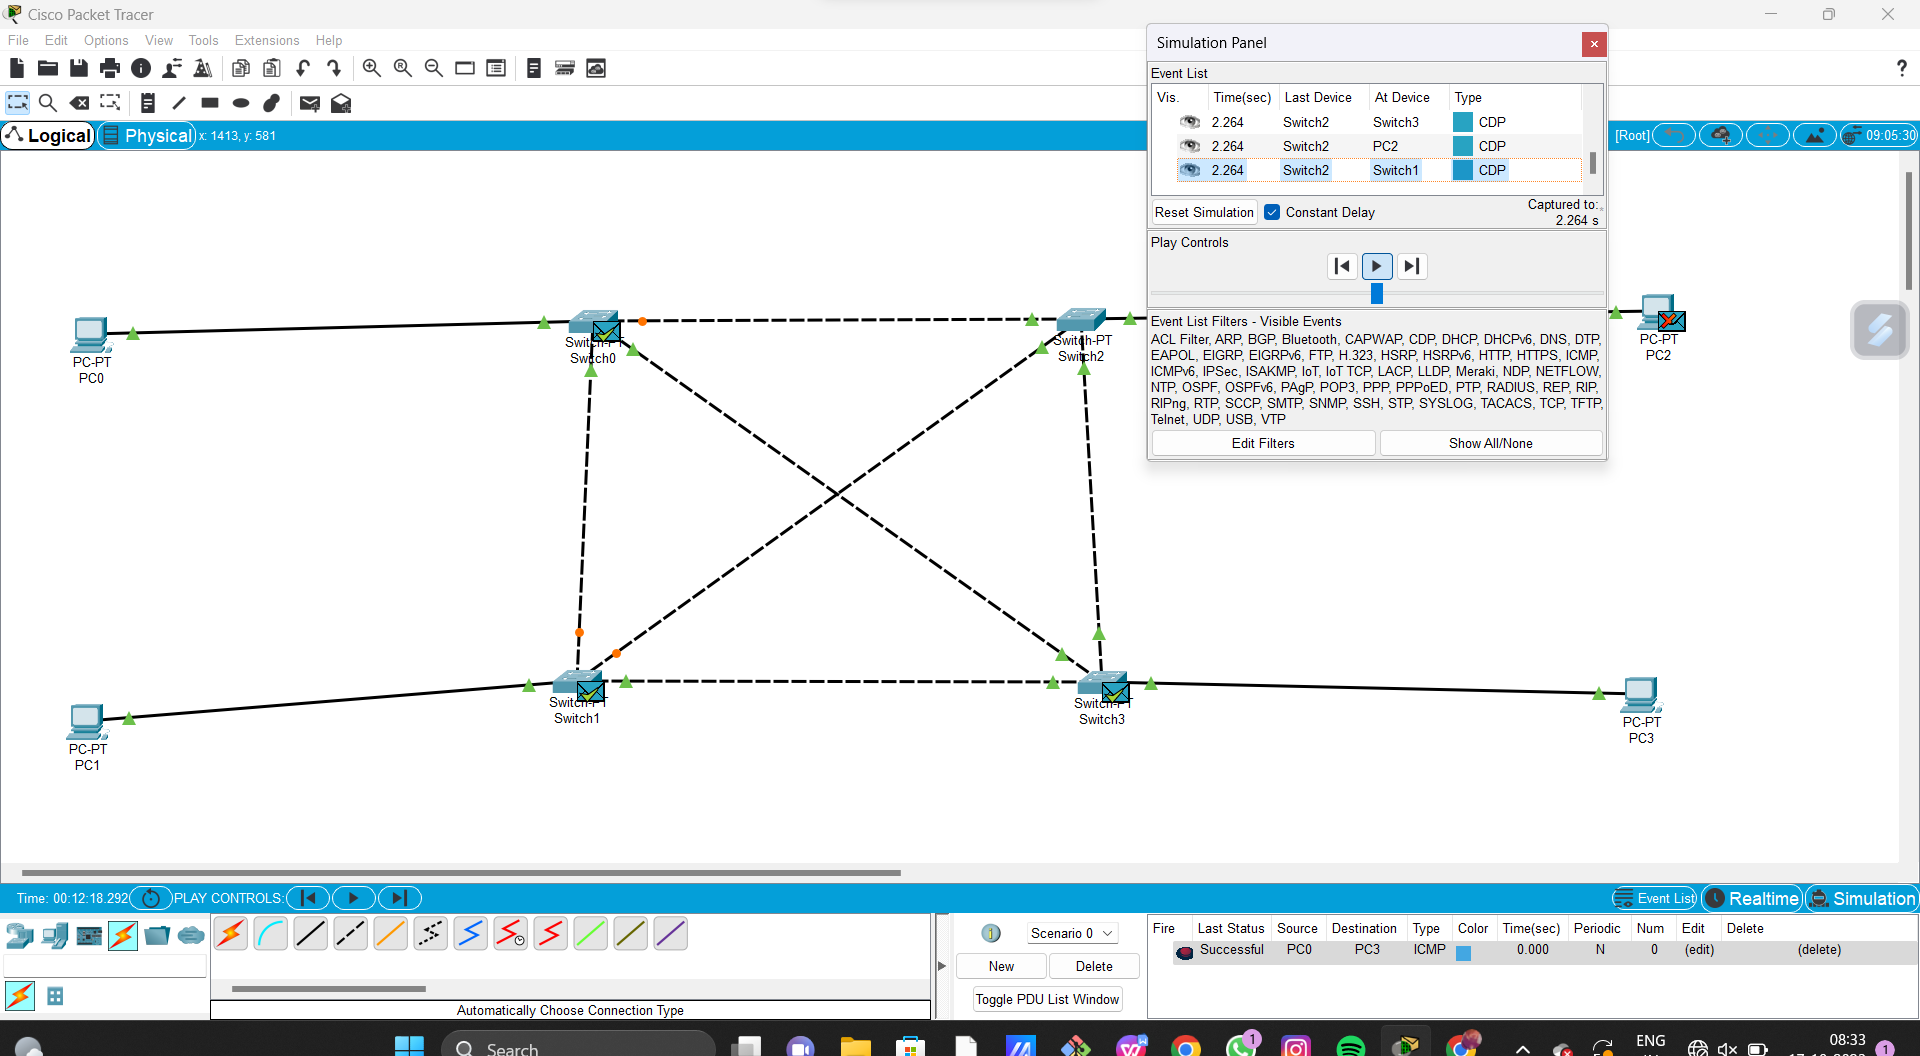 Cisco Packet Tracer
File Edit Options View Tools Extensions Help
Logical Physical x: 1413, y: 581
[Root] 09:05:30
Simulation Panel
Event List
Vis. Time(sec) Last Device At Device Type
2.264 Switch2 Switch3 CDP
2.264 Switch2 PC2 CDP
2.264 Switch2 Switch1 CDP
Reset Simulation Constant Delay
Captured to:
2.264 s
Play Controls
Event List Filters - Visible Events
ACL Filter, ARP, BGP, Bluetooth, CAPWAP, CDP, DHCP, DHCPv6, DNS, DTP,
EAPOL, EIGRP, EIGRPv6, FTP, H.323, HSRP, HSRPv6, HTTP, HTTPS, ICMP,
ICMPv6, IPSec, ISAKMP, IoT, IoT TCP, LACP, LLDP, Meraki, NDP, NETFLOW,
NTP, OSPF, OSPFv6, PAgP, POP3, PPP, PPPoED, PTP, RADIUS, REP, RIP,
RIPng, RTP, SCCP, SMTP, SNMP, SSH, STP, SYSLOG, TACACS, TCP, TFTP,
Telnet, UDP, USB, VTP
Edit Filters Show All/None
PC-PT
PC0
Switch-PT
Switch0
Switch-PT
Switch2
PC-PT
PC2
PC-PT
PC1
Switch-PT
Switch1
Switch-PT
Switch3
PC-PT
PC3
Time: 00:12:18.292 PLAY CONTROLS:
Event List Realtime Simulation
Automatically Choose Connection Type
Scenario 0
New Delete
Toggle PDU List Window
Fire Last Status Source Destination Type Color Time(sec) Periodic Num Edit Delete
Successful PC0 PC3 ICMP 0.000 N 0 (edit) (delete)
Search
1
ENG
08:33
1